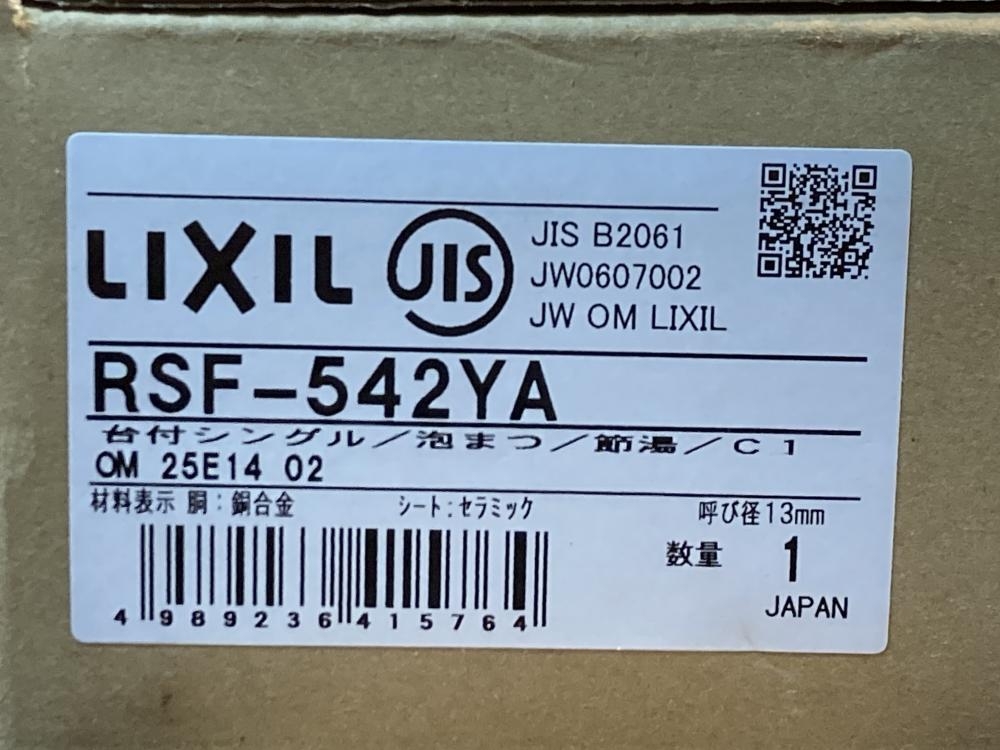 LIXIL
JIS
JIS B2061
JW0607002
JW OM LIXIL
RSF-542YA
台付シングル/泡まつ/節湯/C1
OM 25E14 02
材料表示 胴:銅合金 シート:セラミック 呼び径13mm
数量 1
JAPAN
4 989236 415764